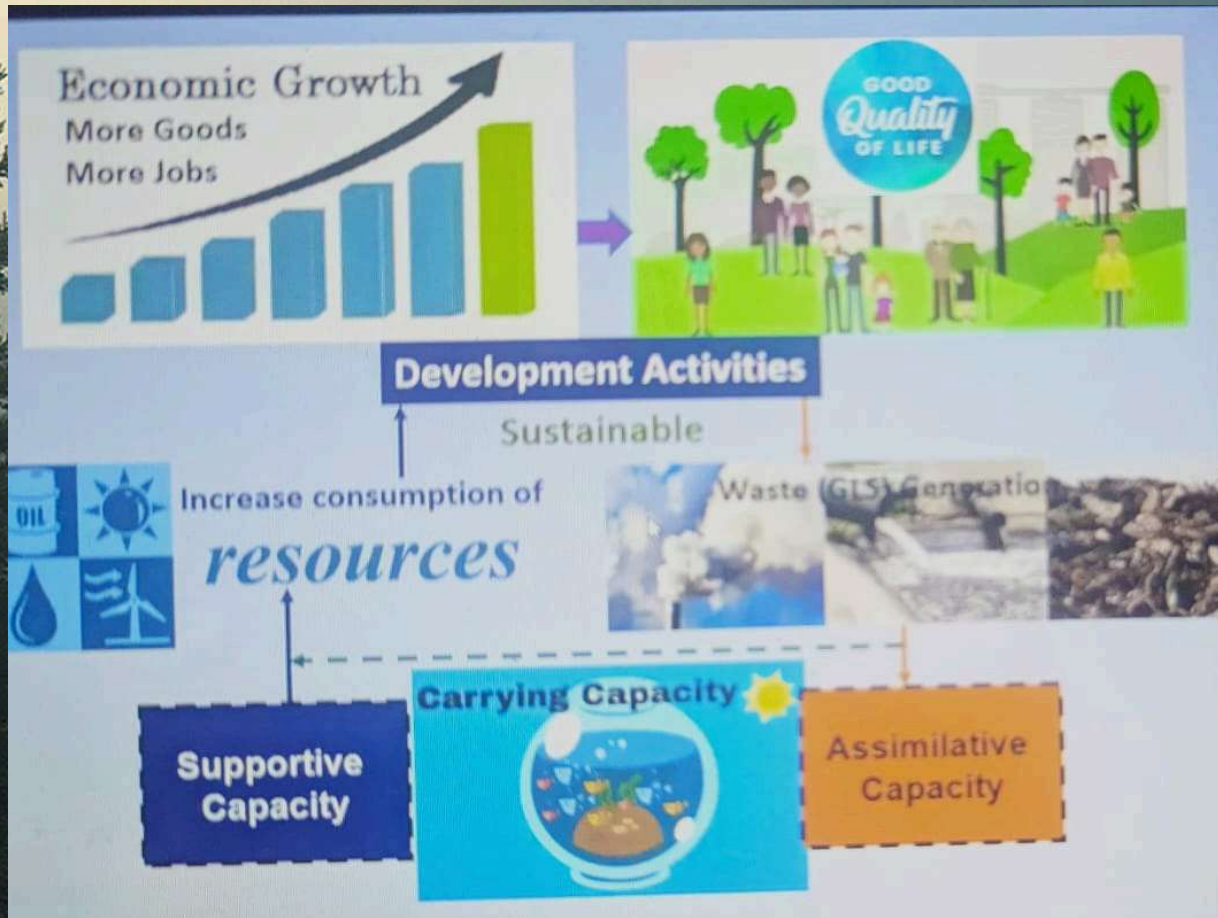 Economic Growth
More Goods
More Jobs
GOOD
Quality
OF LIFE
Development Activities
Sustainable
OIL
Increase consumption of
resources
Waste (GLS) Generation
Carrying Capacity
Supportive
Capacity
Assimilative
Capacity